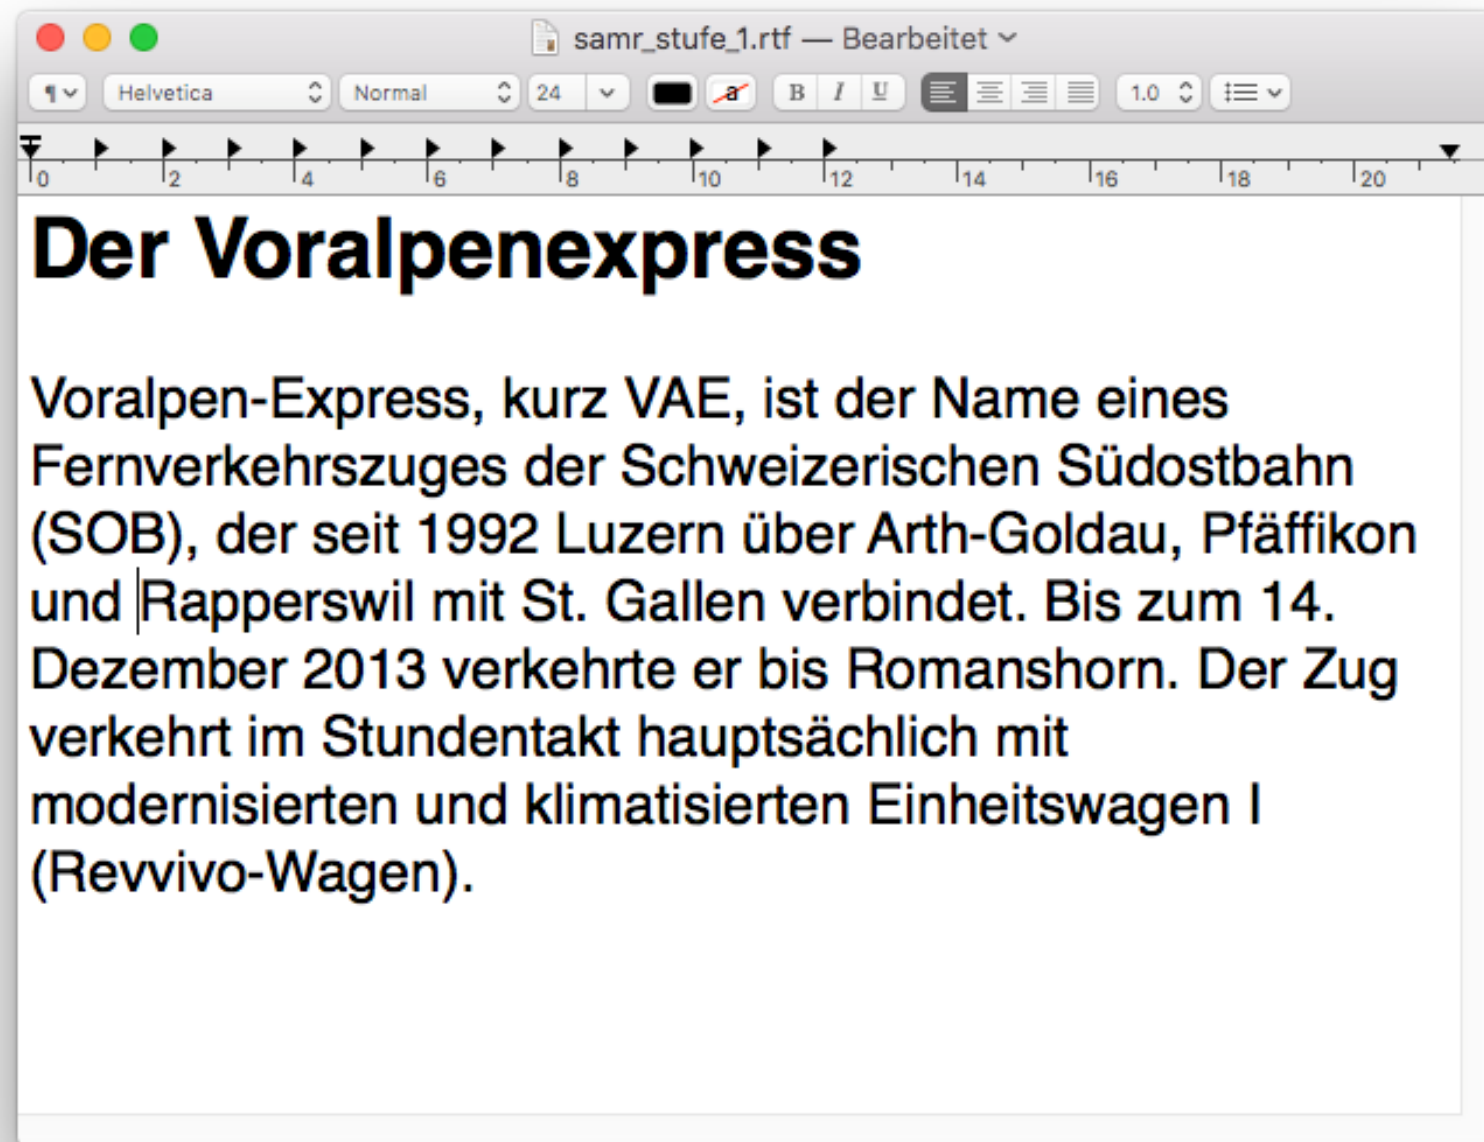 samr_stufe_1.rtf — Bearbeitet
¶ Helvetica Normal 24 a B I U 1.0
0 2 4 6 8 10 12 14 16 18 20
Der Voralpenexpress
Voralpen-Express, kurz VAE, ist der Name eines
Fernverkehrszuges der Schweizerischen Südostbahn
(SOB), der seit 1992 Luzern über Arth-Goldau, Pfäffikon
und Rapperswil mit St. Gallen verbindet. Bis zum 14.
Dezember 2013 verkehrte er bis Romanshorn. Der Zug
verkehrt im Stundentakt hauptsächlich mit
modernisierten und klimatisierten Einheitswagen I
(Revvivo-Wagen).